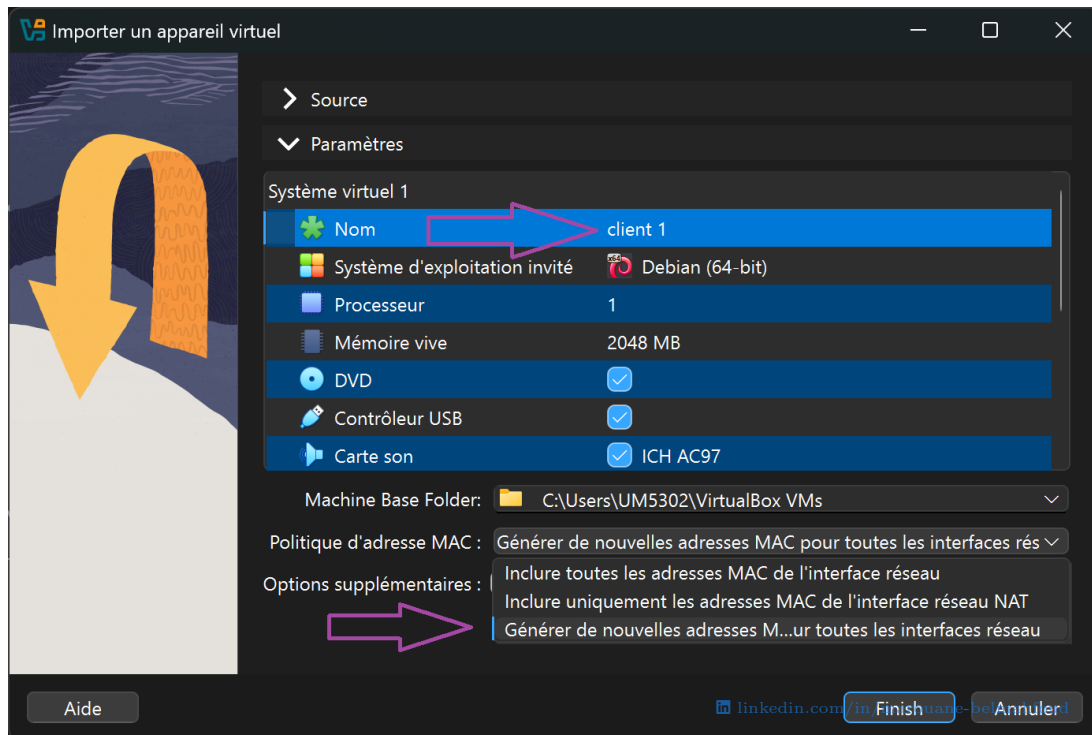 Importer un appareil virtuel
Source
Paramètres
Système virtuel 1
Nom client 1
Système d'exploitation invité Debian (64-bit)
Processeur 1
Mémoire vive 2048 MB
DVD
Contrôleur USB
Carte son ICH AC97
Machine Base Folder: C:\Users\UM5302\VirtualBox VMs
Politique d'adresse MAC : Générer de nouvelles adresses MAC pour toutes les interfaces rés
Options supplémentaires :
Inclure toutes les adresses MAC de l'interface réseau
Inclure uniquement les adresses MAC de l'interface réseau NAT
Générer de nouvelles adresses M...ur toutes les interfaces réseau
Aide Finish Annuler
linkedin.com/in/